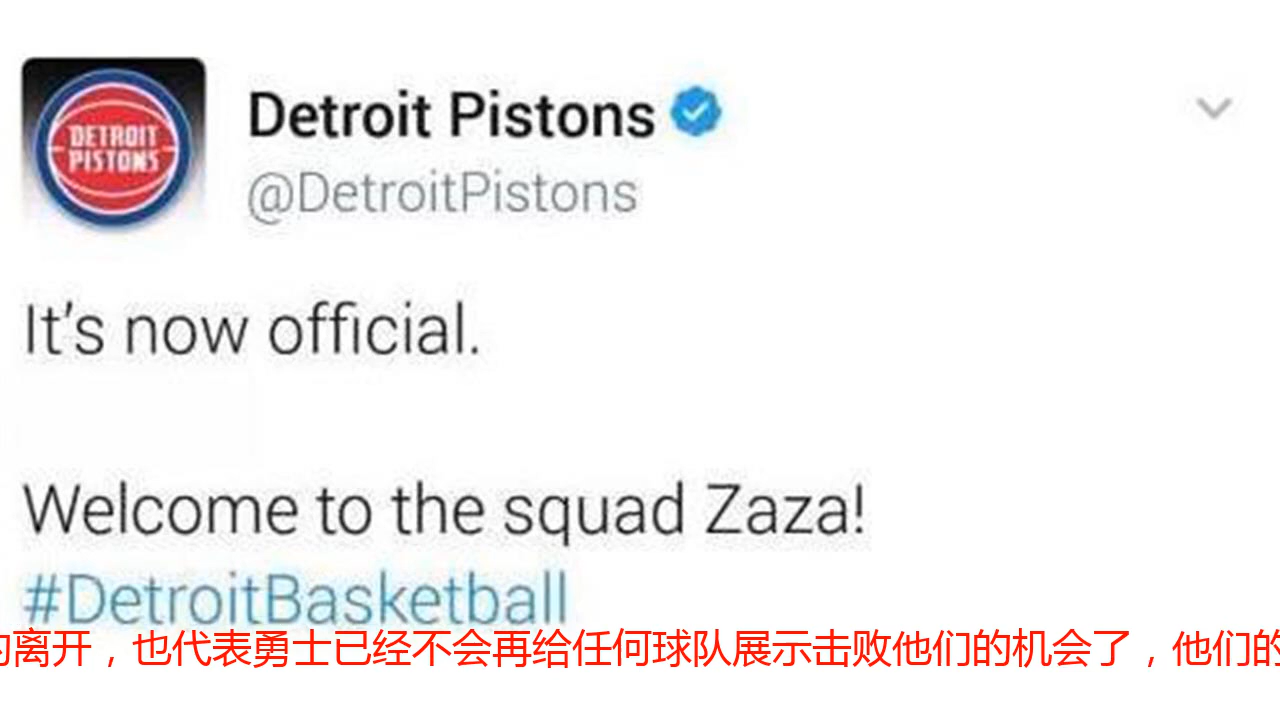 DETROIT
PISTONS
Detroit Pistons
@DetroitPistons
It's now official.
Welcome to the squad Zaza!
#DetroitBasketball
的离开，也代表勇士已经不会再给任何球队展示击败他们的机会了，他们的